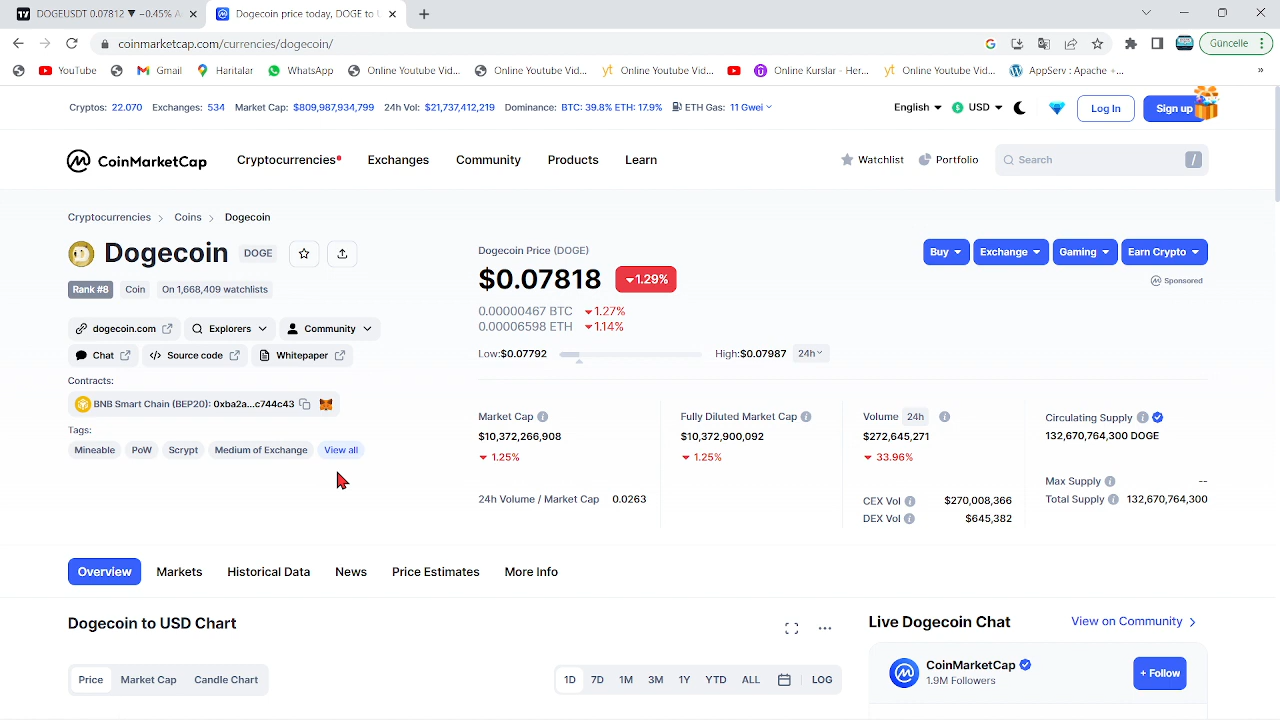 DOGEUSDT 0.07812 ▼ −0.45% A
Dogecoin price today, DOGE to U
coinmarketcap.com/currencies/dogecoin/
Güncelle
YouTube
Gmail
Haritalar
WhatsApp
Online Youtube Vid...
Online Youtube Vid...
Online Youtube Vid...
Online Kurslar - Her...
Online Youtube Vid...
AppServ : Apache +...
»
Cryptos: 22.070 Exchanges: 534 Market Cap: $809,987,934,799 24h Vol: $21,737,412,219 Dominance: BTC: 39.8% ETH: 17.9% ETH Gas: 11 Gwei
English USD Log In Sign up
CoinMarketCap Cryptocurrencies Exchanges Community Products Learn
Watchlist Portfolio Search /
Cryptocurrencies > Coins > Dogecoin
Dogecoin DOGE
Rank #8 Coin On 1,668,409 watchlists
dogecoin.com Explorers Community
Chat Source code Whitepaper
Contracts:
BNB Smart Chain (BEP20): 0xba2a...c744c43
Tags:
Mineable PoW Scrypt Medium of Exchange View all
Dogecoin Price (DOGE)
$0.07818 1.29%
0.00000467 BTC 1.27%
0.00006598 ETH 1.14%
Low:$0.07792 High:$0.07987 24h
Buy Exchange Gaming Earn Crypto
Sponsored
Market Cap
$10,372,266,908
1.25%
24h Volume / Market Cap 0.0263
Fully Diluted Market Cap
$10,372,900,092
1.25%
Volume 24h
$272,645,271
33.96%
CEX Vol $270,008,366
DEX Vol $645,382
Circulating Supply
132,670,764,300 DOGE
Max Supply --
Total Supply 132,670,764,300
Overview Markets Historical Data News Price Estimates More Info
Dogecoin to USD Chart
Price Market Cap Candle Chart
1D 7D 1M 3M 1Y YTD ALL LOG
Live Dogecoin Chat View on Community
CoinMarketCap
1.9M Followers
+ Follow